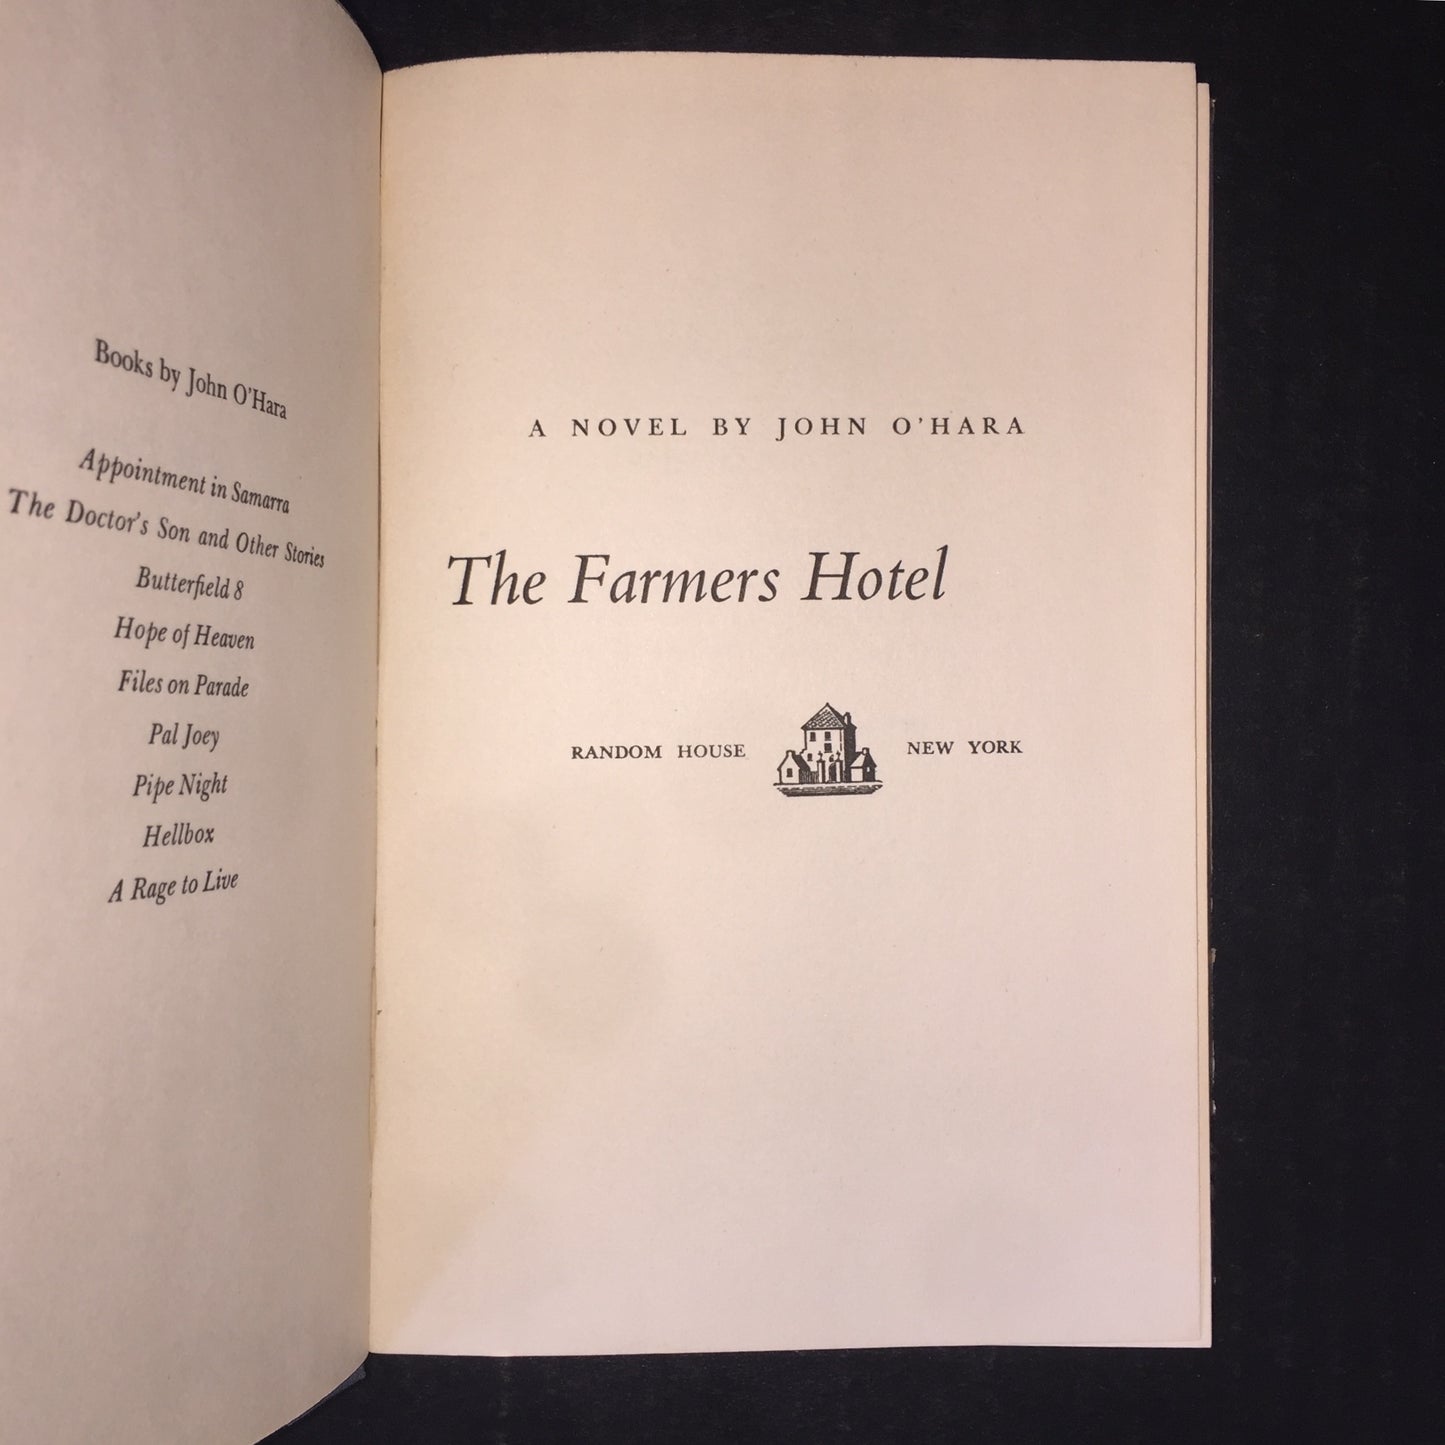 Books by John O'Hara
Appointment in Samarra
The Doctor's Son and Other Stories
Butterfield 8
Hope of Heaven
Files on Parade
Pal Joey
Pipe Night
Hellbox
A Rage to Live
A NOVEL BY JOHN O'HARA
The Farmers Hotel
RANDOM HOUSE NEW YORK